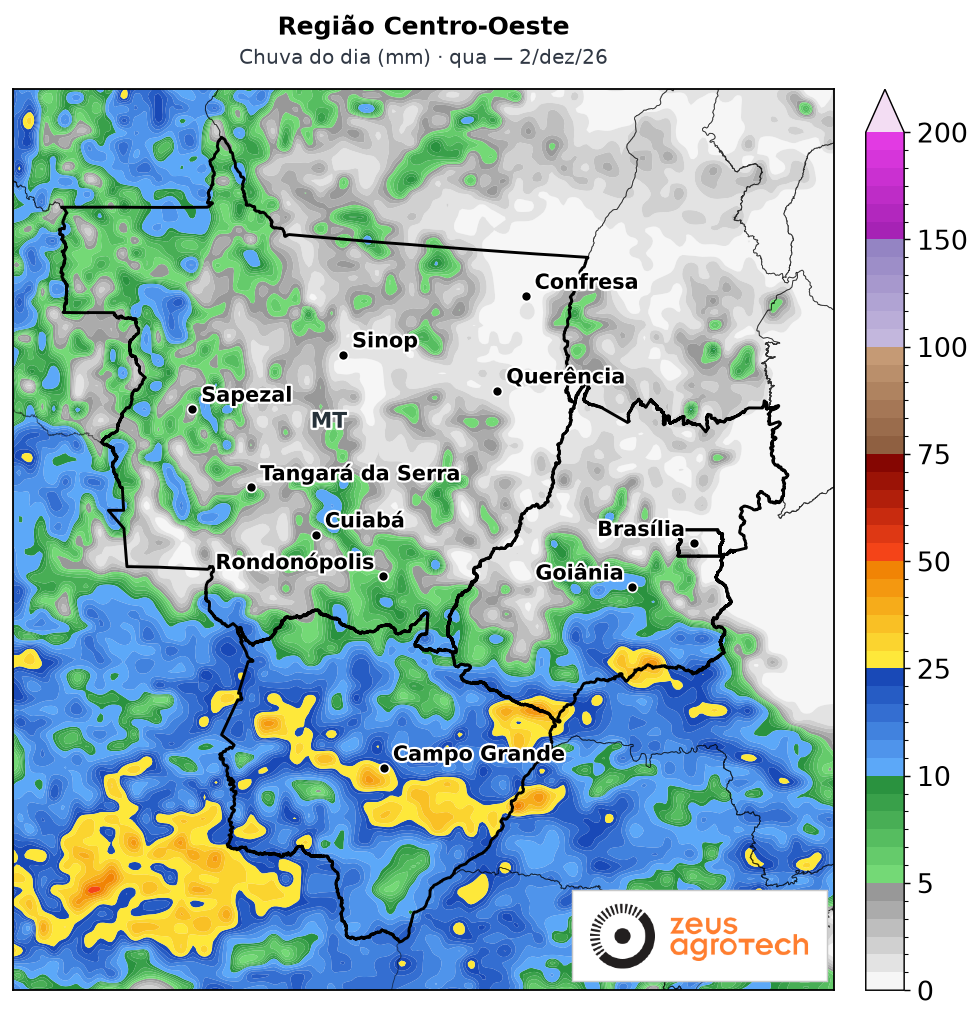 Região Centro-Oeste
Chuva do dia (mm) · qua — 2/dez/26
200
150
100
75
50
25
10
5
0
Confresa
Sinop
Querência
Sapezal
MT
Tangará da Serra
Cuiabá
Brasília
Rondonópolis
Goiânia
Campo Grande
zeus
agrotech